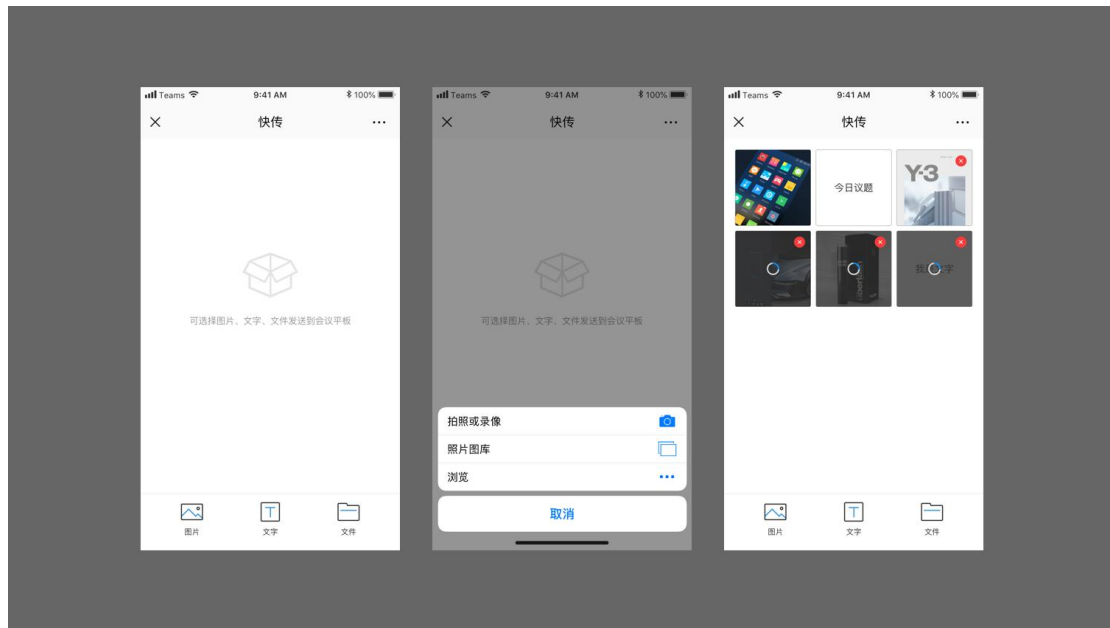 Teams 9:41 AM 100%
快传
可选择图片、文字、文件发送到会议平板
图片 文字 文件
Teams 9:41 AM 100%
快传
可选择图片、文字、文件发送到会议平板
拍照或录像
照片图库
浏览
取消
Teams 9:41 AM 100%
快传
今日议题
Y-3
图片 文字 文件